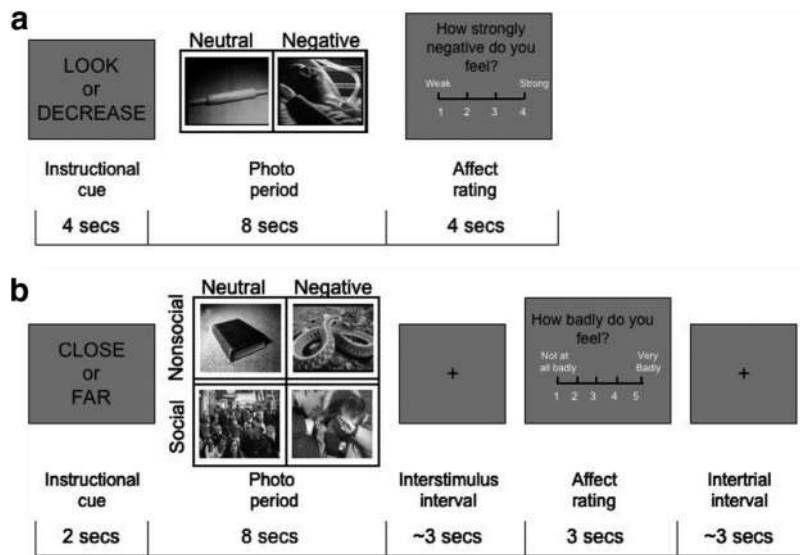 a
LOOK
or
DECREASE
Neutral Negative
How strongly
negative do you
feel?
Weak Strong
1 2 3 4
Instructional
cue
Photo
period
Affect
rating
4 secs
8 secs
4 secs
b
CLOSE
or
FAR
Neutral Negative
Nonsocial
Social
+
How badly do you
feel?
Not at
all badly
Very
Badly
1 2 3 4 5
+
Instructional
cue
Photo
period
Interstimulus
interval
Affect
rating
Intertrial
interval
2 secs
8 secs
~3 secs
3 secs
~3 secs